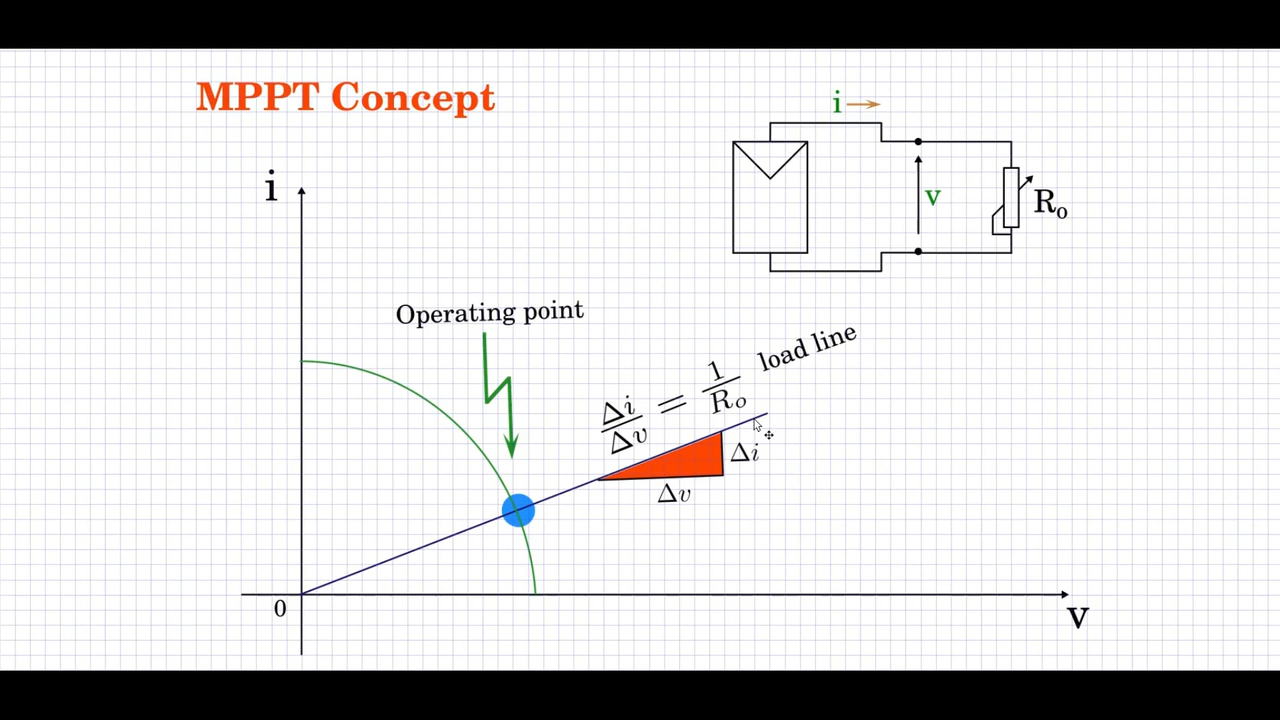 MPPT Concept
i
i
v
Rₒ
Operating point
Δi/Δv = 1/Rₒ load line
Δi
Δv
0
v